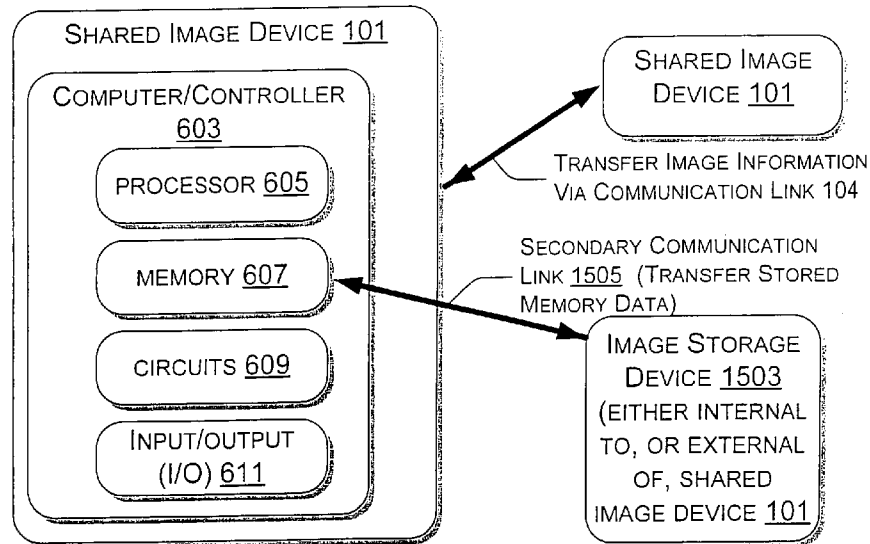 SHARED IMAGE DEVICE 101
COMPUTER/CONTROLLER
603
PROCESSOR 605
MEMORY 607
CIRCUITS 609
INPUT/OUTPUT
(I/O) 611
SHARED IMAGE
DEVICE 101
TRANSFER IMAGE INFORMATION
VIA COMMUNICATION LINK 104
SECONDARY COMMUNICATION
LINK 1505 (TRANSFER STORED
MEMORY DATA)
IMAGE STORAGE
DEVICE 1503
(EITHER INTERNAL
TO, OR EXTERNAL
OF, SHARED
IMAGE DEVICE 101